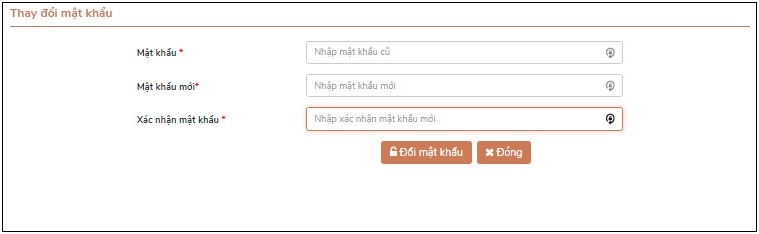 Thay đổi mật khẩu
Mật khẩu *
Nhập mật khẩu cũ
Mật khẩu mới*
Nhập mật khẩu mới
Xác nhận mật khẩu *
Nhập xác nhận mật khẩu mới
Đổi mật khẩu
Đóng